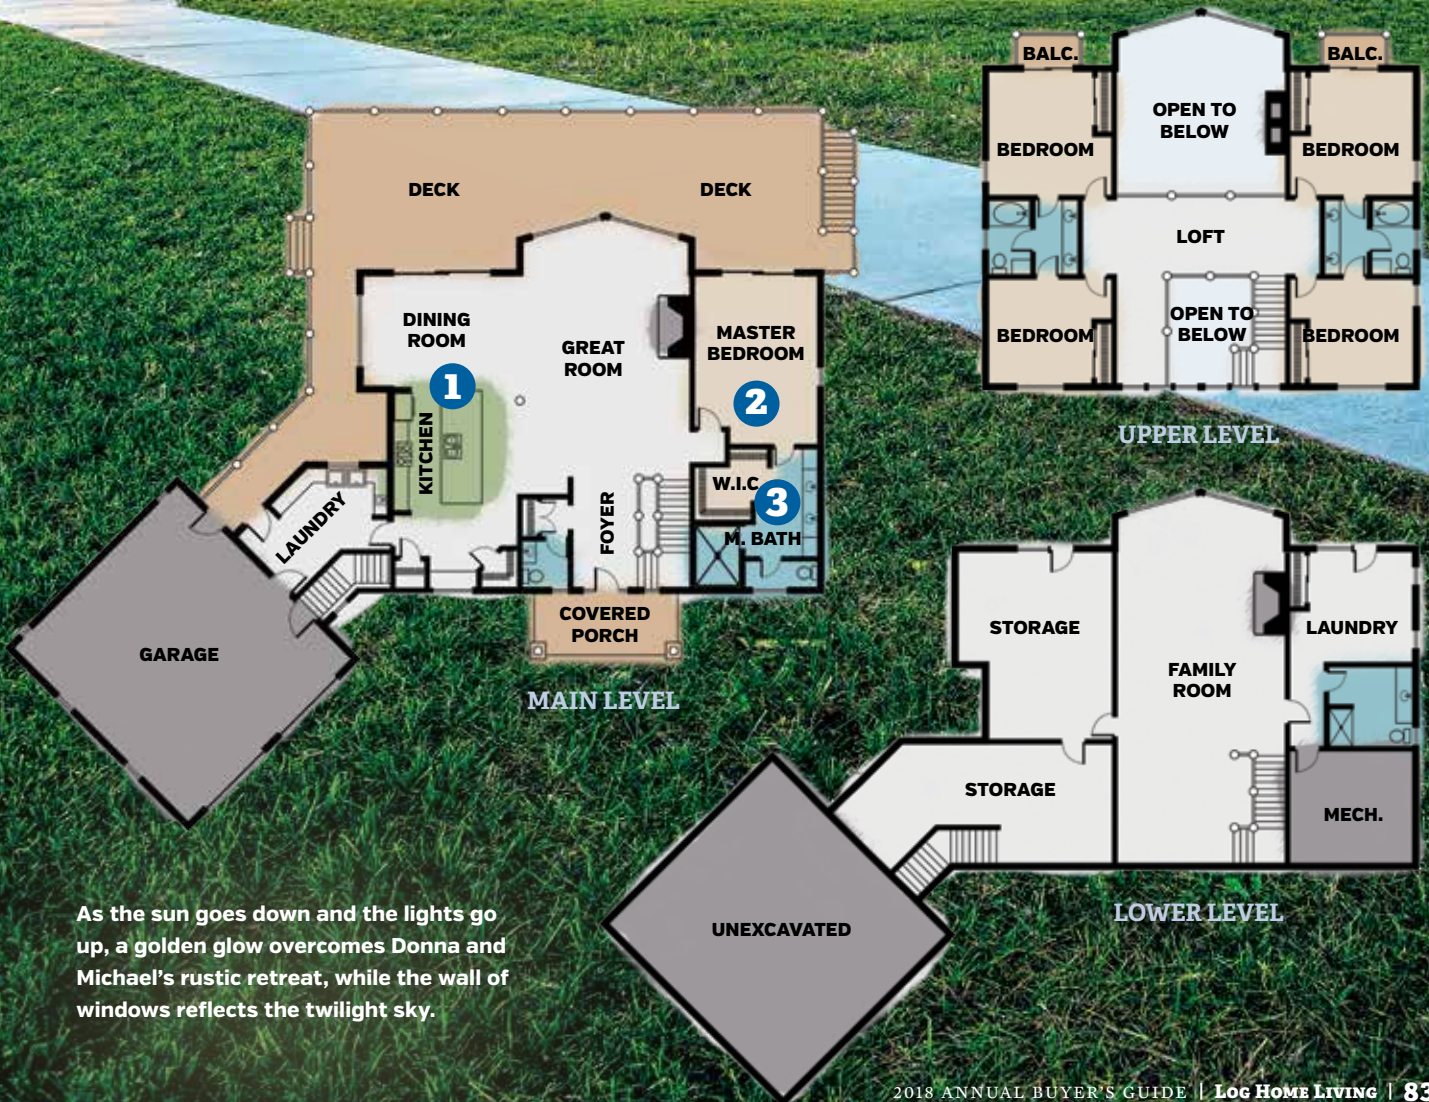 DECK
DECK
DINING
ROOM
GREAT
ROOM
MASTER
BEDROOM
1
2
KITCHEN
W.I.C.
3
M. BATH
FOYER
LAUNDRY
COVERED
PORCH
GARAGE
MAIN LEVEL
BALC.
BALC.
OPEN TO
BELOW
BEDROOM
BEDROOM
LOFT
OPEN TO
BELOW
BEDROOM
BEDROOM
UPPER LEVEL
STORAGE
LAUNDRY
FAMILY
ROOM
STORAGE
MECH.
UNEXCAVATED
LOWER LEVEL
As the sun goes down and the lights go
up, a golden glow overcomes Donna and
Michael's rustic retreat, while the wall of
windows reflects the twilight sky.
2018 ANNUAL BUYER'S GUIDE | LOG HOME LIVING | 83